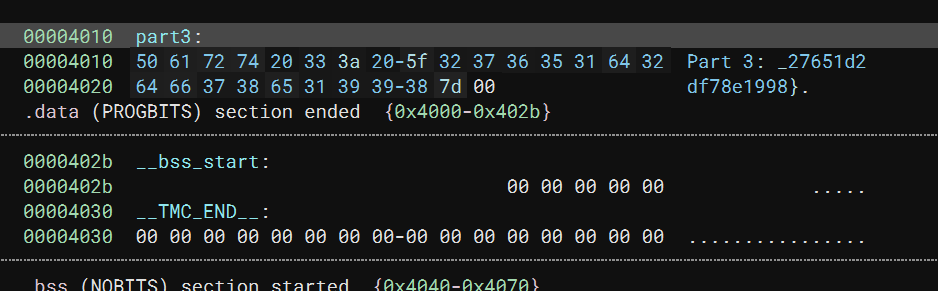 00004010 part3:
00004010 50 61 72 74 20 33 3a 20-5f 32 37 36 35 31 64 32 Part 3: _27651d2
00004020 64 66 37 38 65 31 39 39-38 7d 00 df78e1998}.
.data (PROGBITS) section ended {0x4000-0x402b}
0000402b __bss_start:
0000402b 00 00 00 00 00 .....
00004030 __TMC_END__:
00004030 00 00 00 00 00 00 00 00-00 00 00 00 00 00 00 00 ................
.bss (NOBITS) section started {0x4040-0x4070}